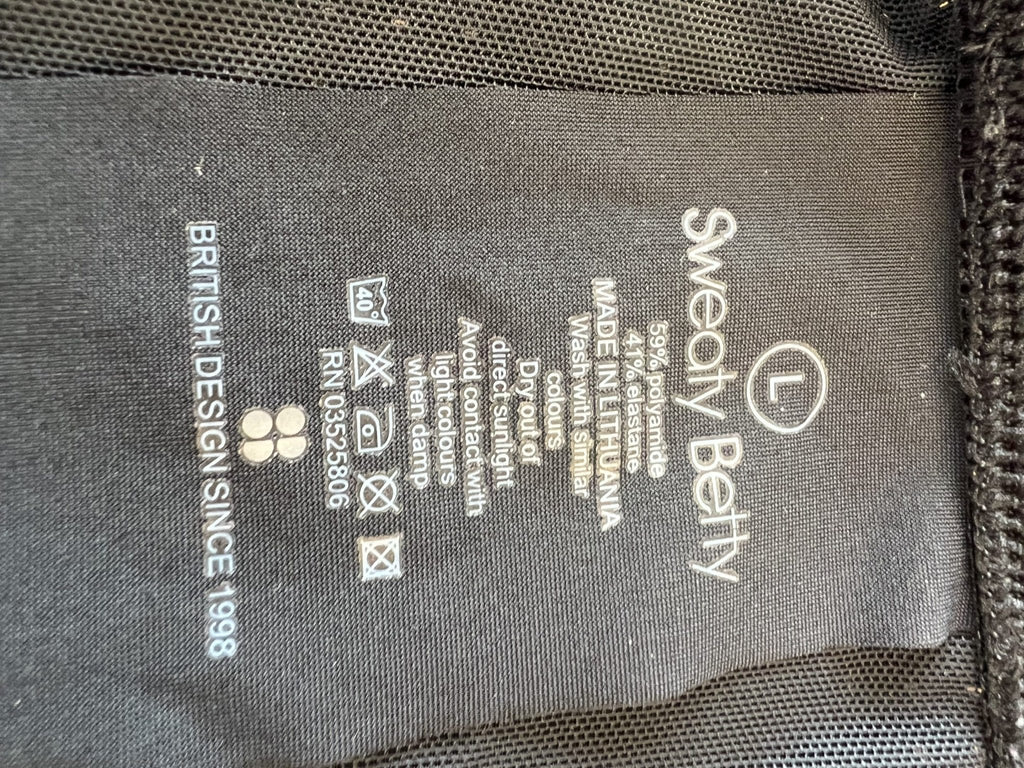 L
Sweaty Betty
59% polyamide
41% elastane
MADE IN LITHUANIA
Wash with similar
colours
Dry out of
direct sunlight
Avoid contact with
light colours
when damp
40°
RN 03525806
BRITISH DESIGN SINCE 1998